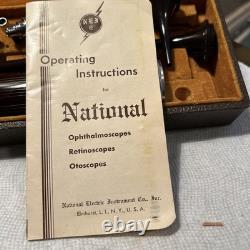 NEI
Operating
Instructions
for
National
Ophthalmoscopes
Retinoscopes
Otoscopes
National Electric Instrument Co., Inc.
Elmhurst, L. I., N. Y., U. S. A.